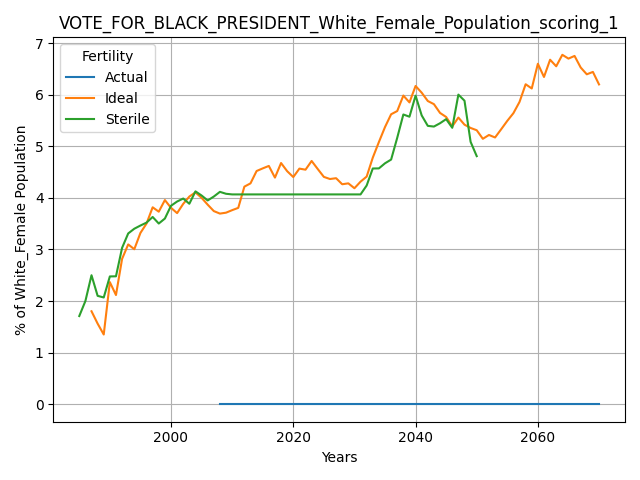 VOTE_FOR_BLACK_PRESIDENT_White_Female_Population_scoring_1
Fertility
Actual
Ideal
Sterile
% of White_Female Population
7
6
5
4
3
2
1
0
2000
2020
2040
2060
Years